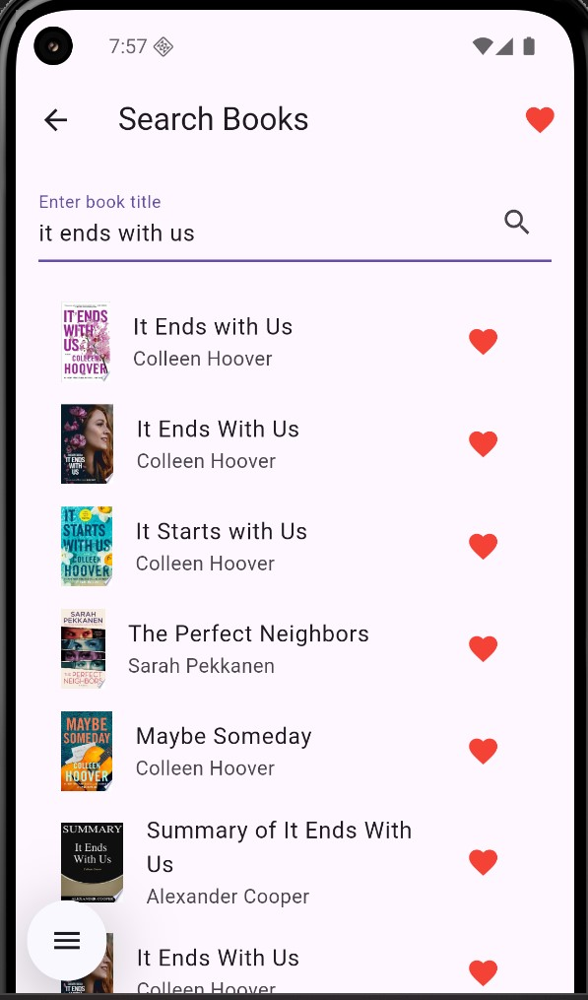 7:57
Search Books
Enter book title
it ends with us
IT ENDS
WITH
US
COLLEEN
HOOVER
It Ends with Us
Colleen Hoover
IT ENDS
WITH
US
It Ends With Us
Colleen Hoover
IT
STARTS
WITH US
COLLEEN
HOOVER
It Starts with Us
Colleen Hoover
SARAH
PEKKANEN
THE PERFECT
NEIGHBORS
The Perfect Neighbors
Sarah Pekkanen
MAYBE
SOMEDAY
COLLEEN
HOOVER
Maybe Someday
Colleen Hoover
SUMMARY
It Ends
With Us
ALEXANDER COOPER
Summary of It Ends With
Us
Alexander Cooper
It Ends With Us
Colleen Hoover